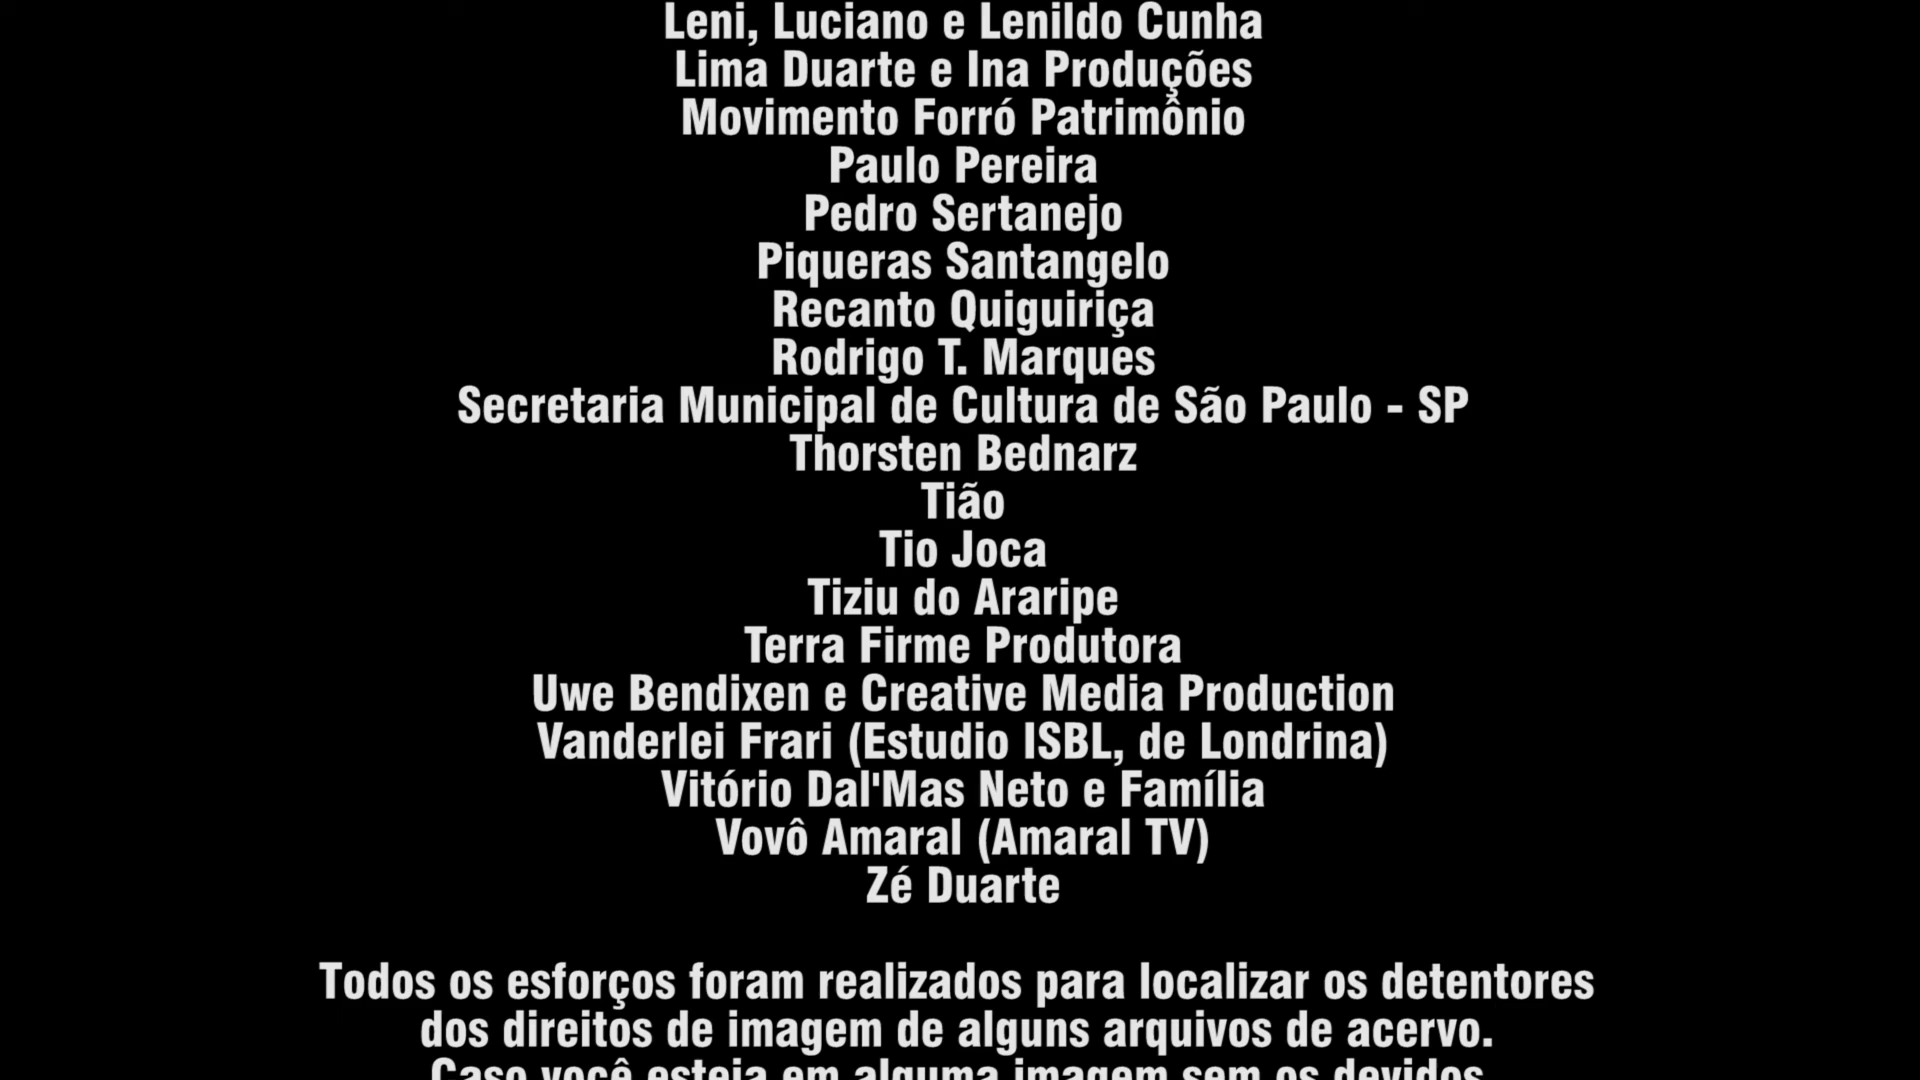 Leni, Luciano e Lenildo Cunha
Lima Duarte e Ina Produções
Movimento Forró Patrimônio
Paulo Pereira
Pedro Sertanejo
Piqueras Santangelo
Recanto Quiguiriça
Rodrigo T. Marques
Secretaria Municipal de Cultura de São Paulo - SP
Thorsten Bednarz
Tião
Tio Joca
Tiziu do Araripe
Terra Firme Produtora
Uwe Bendixen e Creative Media Production
Vanderlei Frari (Estudio ISBL, de Londrina)
Vitório Dal'Mas Neto e Família
Vovô Amaral (Amaral TV)
Zé Duarte
Todos os esforços foram realizados para localizar os detentores
dos direitos de imagem de alguns arquivos de acervo.
Caso você esteja em alguma imagem sem os devidos